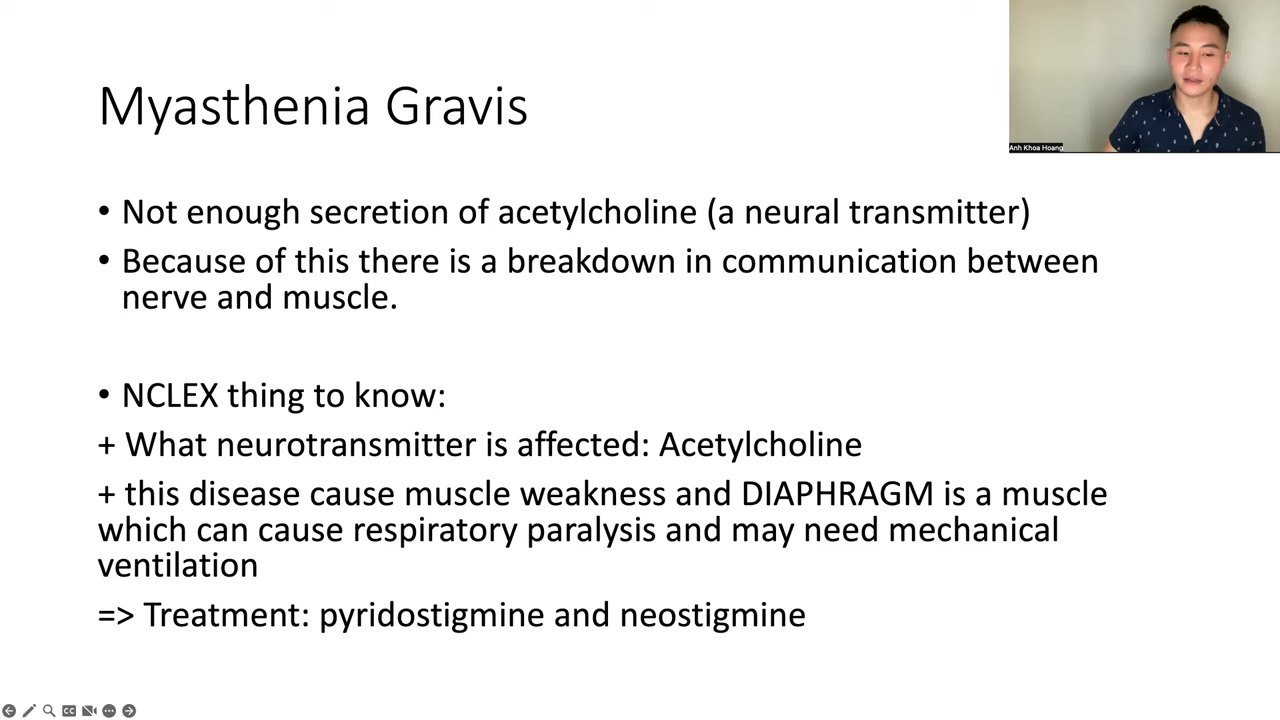 Myasthenia Gravis
Anh Khoa Hoang
• Not enough secretion of acetylcholine (a neural transmitter)
• Because of this there is a breakdown in communication between
nerve and muscle.
• NCLEX thing to know:
+ What neurotransmitter is affected: Acetylcholine
+ this disease cause muscle weakness and DIAPHRAGM is a muscle
which can cause respiratory paralysis and may need mechanical
ventilation
=> Treatment: pyridostigmine and neostigmine
CC